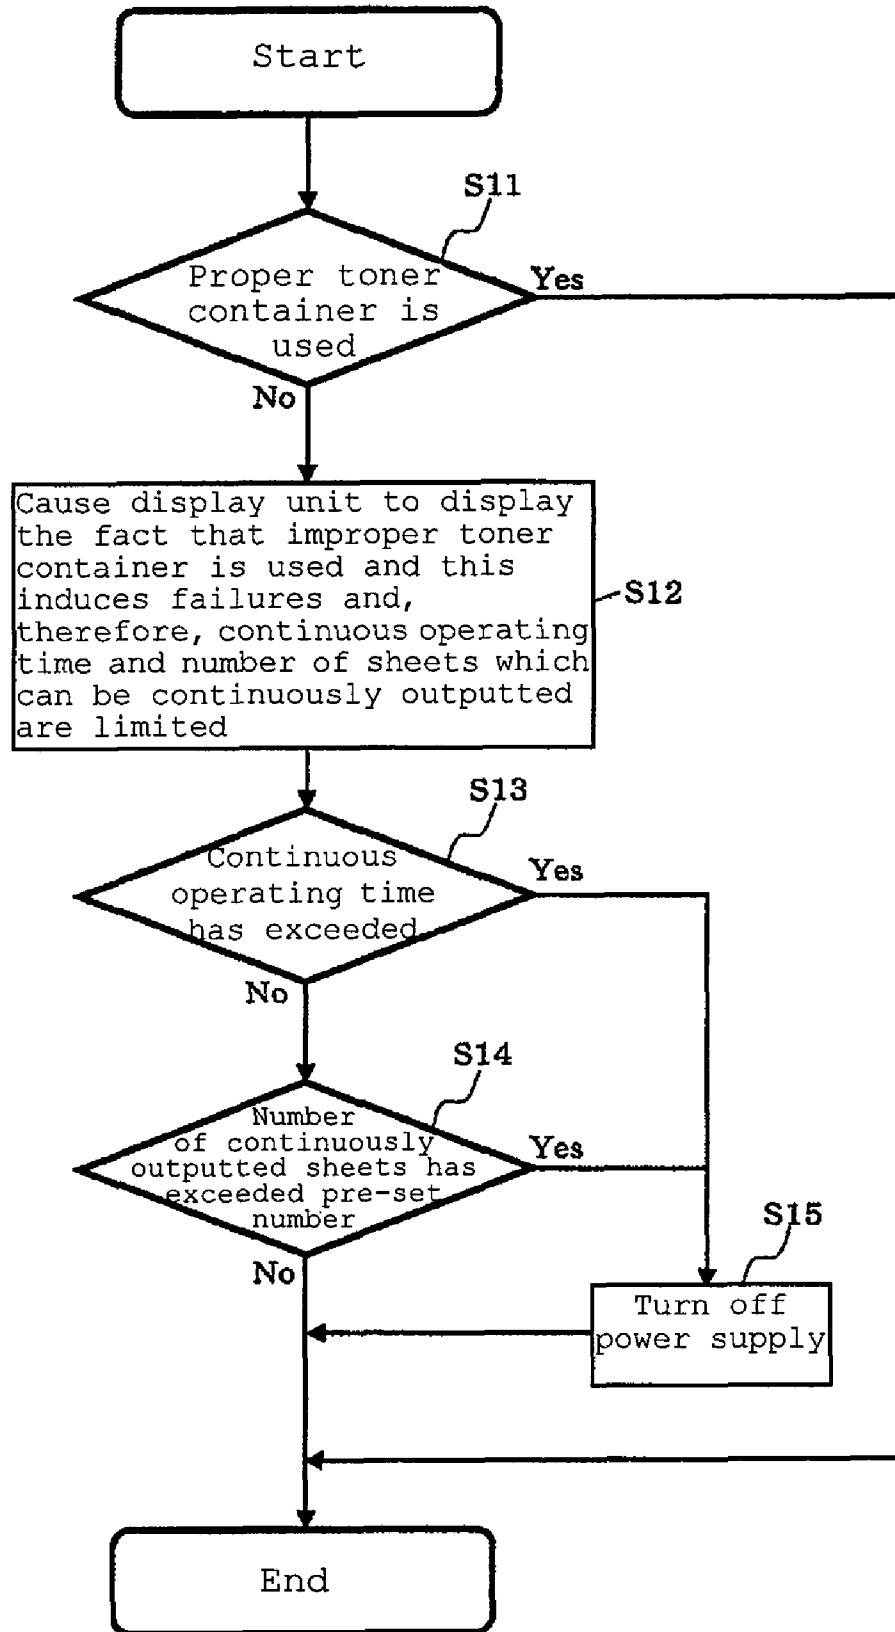 Start
S11
Proper toner
container is
used
Yes
No
Cause display unit to display
the fact that improper toner
container is used and this
induces failures and,
therefore, continuous operating
time and number of sheets which
can be continuously outputted
are limited
S12
S13
Continuous
operating time
has exceeded
Yes
No
S14
Number
of continuously
outputted sheets has
exceeded pre-set
number
Yes
No
S15
Turn off
power supply
End